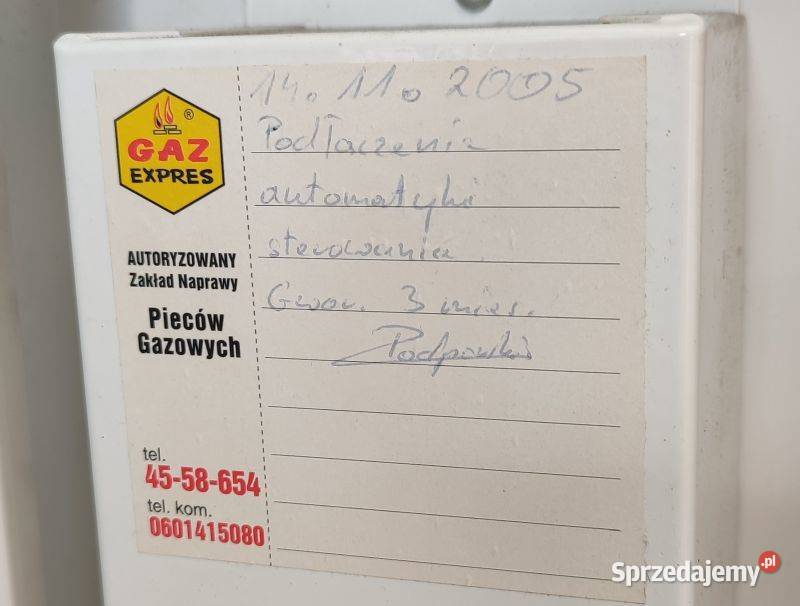 GAZ
EXPRES
®
AUTORYZOWANY
Zakład Naprawy
Pieców
Gazowych
tel.
45-58-654
tel. kom.
0601415080
14. 11. 2005
Podłączenie
automatyki
sterowania
Gwar. 3 mies.
Sprzedajemy.pl